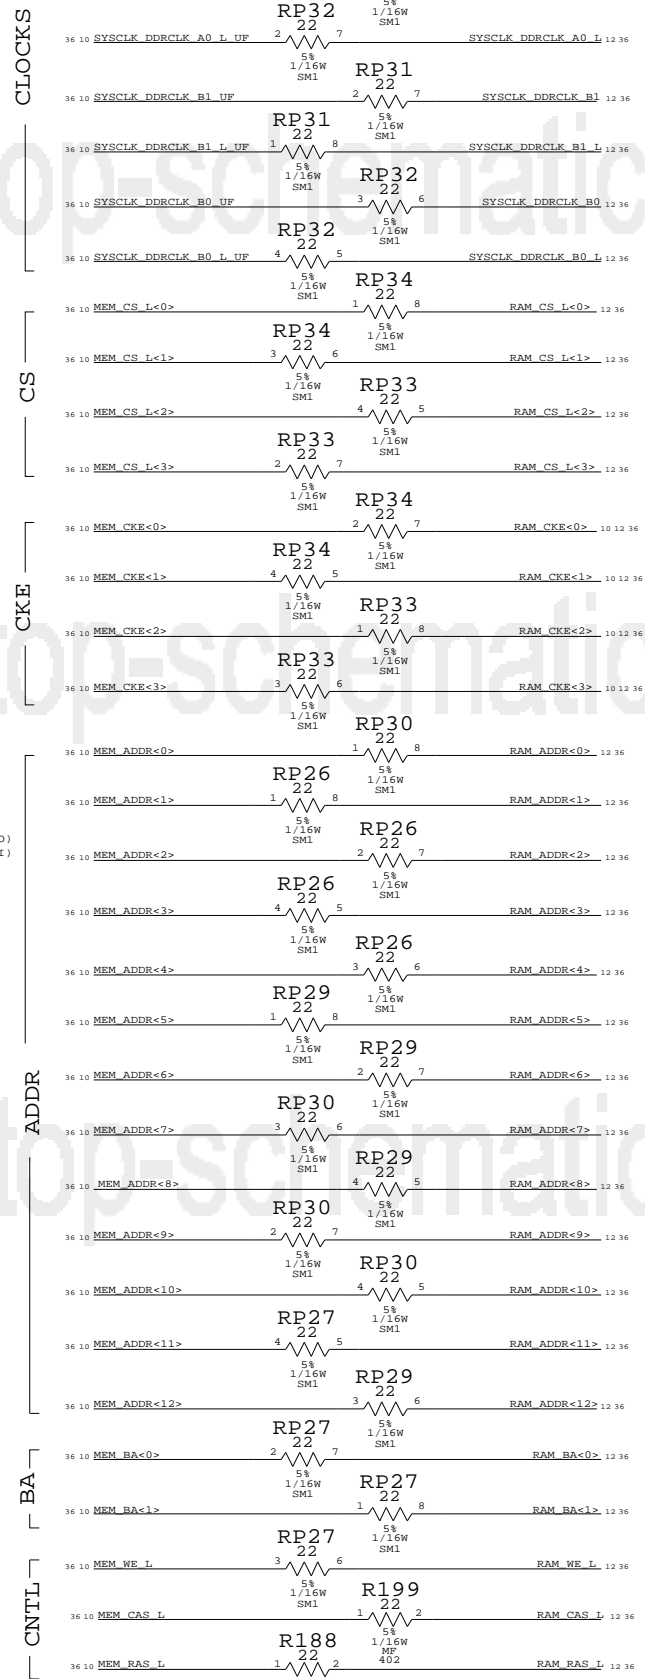 5%
1/16W
SM1
CLOCKS
RP32
22
36 10 SYSCLK_DDRCLK_A0_L_UF 2 7 SYSCLK_DDRCLK_A0_L 12 36
5%
1/16W
SM1
RP31
22
36 10 SYSCLK_DDRCLK_B1_UF 2 7 SYSCLK_DDRCLK_B1 12 36
5%
1/16W
SM1
RP31
22
36 10 SYSCLK_DDRCLK_B1_L_UF 1 8 SYSCLK_DDRCLK_B1_L 12 36
5%
1/16W
SM1
RP32
22
36 10 SYSCLK_DDRCLK_B0_UF 3 6 SYSCLK_DDRCLK_B0 12 36
5%
1/16W
SM1
RP32
22
36 10 SYSCLK_DDRCLK_B0_L_UF 4 5 SYSCLK_DDRCLK_B0_L 12 36
5%
1/16W
SM1
CS
RP34
22
36 10 MEM_CS_L<0> 1 8 RAM_CS_L<0> 12 36
5%
1/16W
SM1
RP34
22
36 10 MEM_CS_L<1> 3 6 RAM_CS_L<1> 12 36
5%
1/16W
SM1
RP33
22
36 10 MEM_CS_L<2> 4 5 RAM_CS_L<2> 12 36
5%
1/16W
SM1
RP33
22
36 10 MEM_CS_L<3> 2 7 RAM_CS_L<3> 12 36
5%
1/16W
SM1
CKE
RP34
22
36 10 MEM_CKE<0> 2 7 RAM_CKE<0> 10 12 36
5%
1/16W
SM1
RP34
22
36 10 MEM_CKE<1> 4 5 RAM_CKE<1> 10 12 36
5%
1/16W
SM1
RP33
22
36 10 MEM_CKE<2> 1 8 RAM_CKE<2> 10 12 36
5%
1/16W
SM1
RP33
22
36 10 MEM_CKE<3> 3 6 RAM_CKE<3> 10 12 36
5%
1/16W
SM1
ADDR
RP30
22
36 10 MEM_ADDR<0> 1 8 RAM_ADDR<0> 12 36
5%
1/16W
SM1
RP26
22
36 10 MEM_ADDR<1> 1 8 RAM_ADDR<1> 12 36
5%
1/16W
SM1
RP26
22
36 10 MEM_ADDR<2> 2 7 RAM_ADDR<2> 12 36
5%
1/16W
SM1
RP26
22
36 10 MEM_ADDR<3> 4 5 RAM_ADDR<3> 12 36
5%
1/16W
SM1
RP26
22
36 10 MEM_ADDR<4> 3 6 RAM_ADDR<4> 12 36
5%
1/16W
SM1
RP29
22
36 10 MEM_ADDR<5> 1 8 RAM_ADDR<5> 12 36
5%
1/16W
SM1
RP29
22
36 10 MEM_ADDR<6> 2 7 RAM_ADDR<6> 12 36
5%
1/16W
SM1
RP30
22
36 10 MEM_ADDR<7> 3 6 RAM_ADDR<7> 12 36
5%
1/16W
SM1
RP29
22
36 10 MEM_ADDR<8> 4 5 RAM_ADDR<8> 12 36
5%
1/16W
SM1
RP30
22
36 10 MEM_ADDR<9> 2 7 RAM_ADDR<9> 12 36
5%
1/16W
SM1
RP30
22
36 10 MEM_ADDR<10> 4 5 RAM_ADDR<10> 12 36
5%
1/16W
SM1
RP27
22
36 10 MEM_ADDR<11> 4 5 RAM_ADDR<11> 12 36
5%
1/16W
SM1
RP29
22
36 10 MEM_ADDR<12> 3 6 RAM_ADDR<12> 12 36
5%
1/16W
SM1
BA
RP27
22
36 10 MEM_BA<0> 2 7 RAM_BA<0> 12 36
5%
1/16W
SM1
RP27
22
36 10 MEM_BA<1> 1 8 RAM_BA<1> 12 36
5%
1/16W
SM1
CNTL
RP27
22
36 10 MEM_WE_L 3 6 RAM_WE_L 12 36
5%
1/16W
SM1
R199
22
36 10 MEM_CAS_L 1 2 RAM_CAS_L 12 36
5%
1/16W
MF
402
R188
22
36 10 MEM_RAS_L 1 2 RAM_RAS_L 12 36
top-schematic
top-schematic
top-schematic